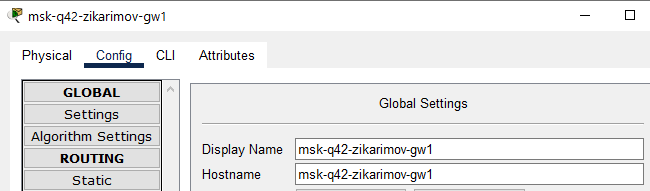 msk-q42-zikarimov-gw1
Physical Config CLI Attributes
GLOBAL
Settings
Algorithm Settings
ROUTING
Static
Global Settings
Display Name msk-q42-zikarimov-gw1
Hostname msk-q42-zikarimov-gw1